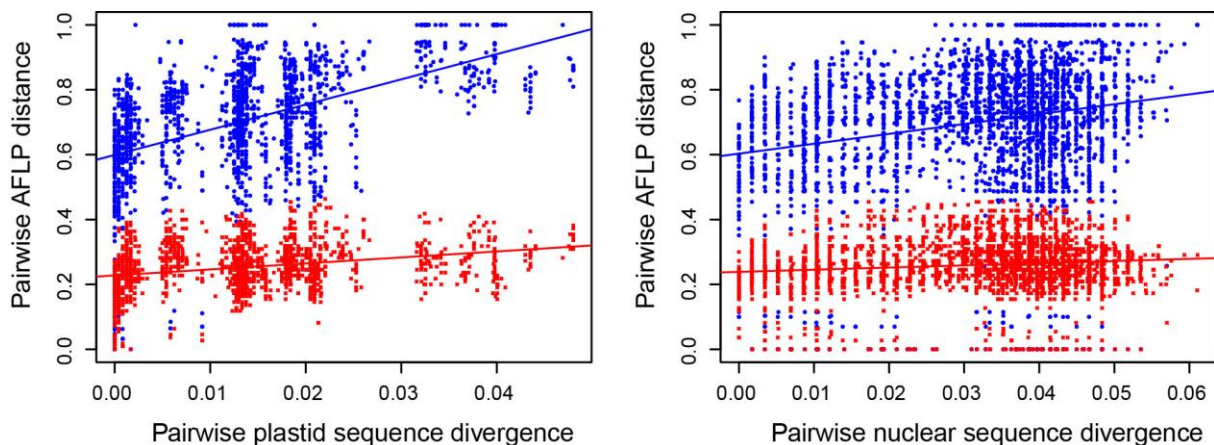 Pairwise AFLP distance
1.0
0.8
0.6
0.4
0.2
0.0
0.00 0.01 0.02 0.03 0.04
Pairwise plastid sequence divergence
Pairwise AFLP distance
1.0
0.8
0.6
0.4
0.2
0.0
0.00 0.01 0.02 0.03 0.04 0.05 0.06
Pairwise nuclear sequence divergence